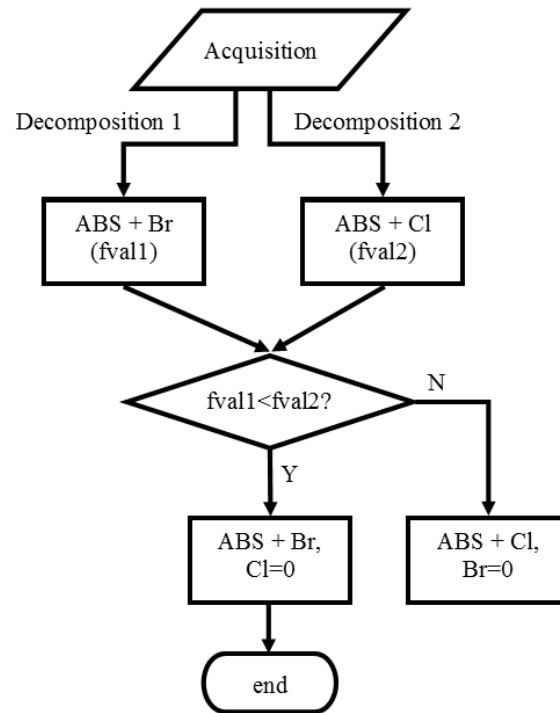 Acquisition
Decomposition 1
Decomposition 2
ABS + Br
(fval1)
ABS + Cl
(fval2)
fval1<fval2?
N
Y
ABS + Br,
Cl=0
ABS + Cl,
Br=0
end